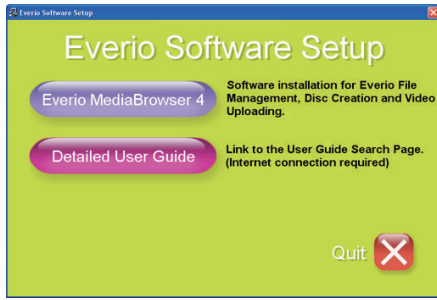 Everio Software Setup
Everio Software Setup
Everio MediaBrowser 4
Software installation for Everio File
Management, Disc Creation and Video
Uploading.
Detailed User Guide
Link to the User Guide Search Page.
(Internet connection required)
Quit